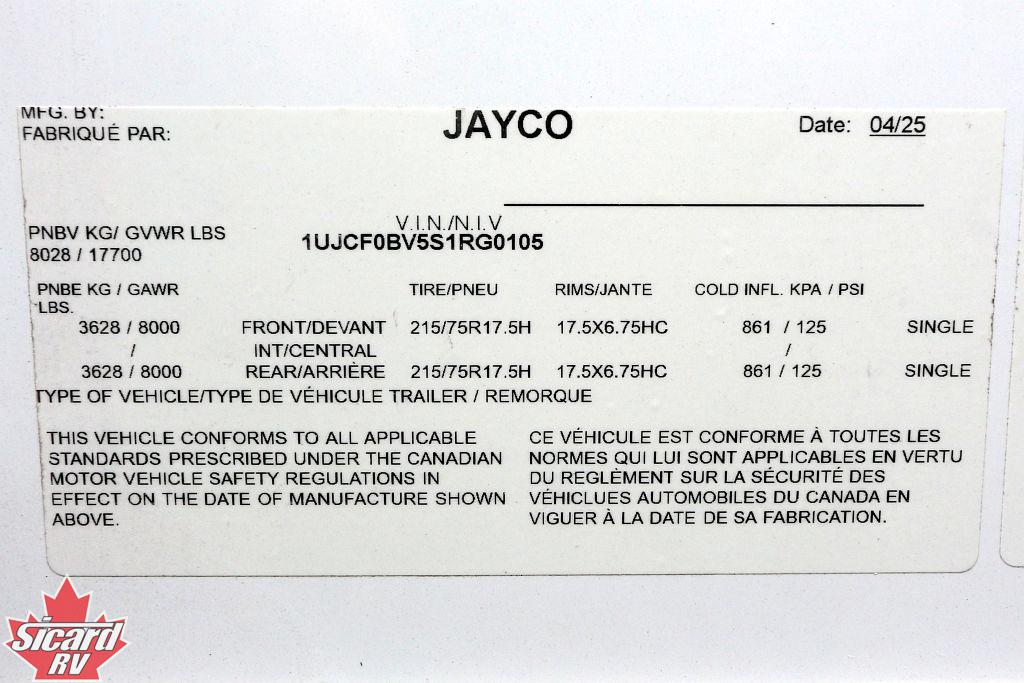 MFG. BY:
FABRIQUÉ PAR:
JAYCO
Date: 04/25
V.I.N./N.I.V
PNBV KG/ GVWR LBS
1UJCF0BV5S1RG0105
8028 / 17700
PNBE KG / GAWR TIRE/PNEU RIMS/JANTE COLD INFL. KPA / PSI
LBS.
3628 / 8000 FRONT/DEVANT 215/75R17.5H 17.5X6.75HC 861 / 125 SINGLE
/ INT/CENTRAL /
3628 / 8000 REAR/ARRIÈRE 215/75R17.5H 17.5X6.75HC 861 / 125 SINGLE
TYPE OF VEHICLE/TYPE DE VÉHICULE TRAILER / REMORQUE
THIS VEHICLE CONFORMS TO ALL APPLICABLE
STANDARDS PRESCRIBED UNDER THE CANADIAN
MOTOR VEHICLE SAFETY REGULATIONS IN
EFFECT ON THE DATE OF MANUFACTURE SHOWN
ABOVE.
CE VÉHICULE EST CONFORME À TOUTES LES
NORMES QUI LUI SONT APPLICABLES EN VERTU
DU REGLÈMENT SUR LA SÉCURITÉ DES
VÉHICLUES AUTOMOBILES DU CANADA EN
VIGUER À LA DATE DE SA FABRICATION.
Sicard
RV